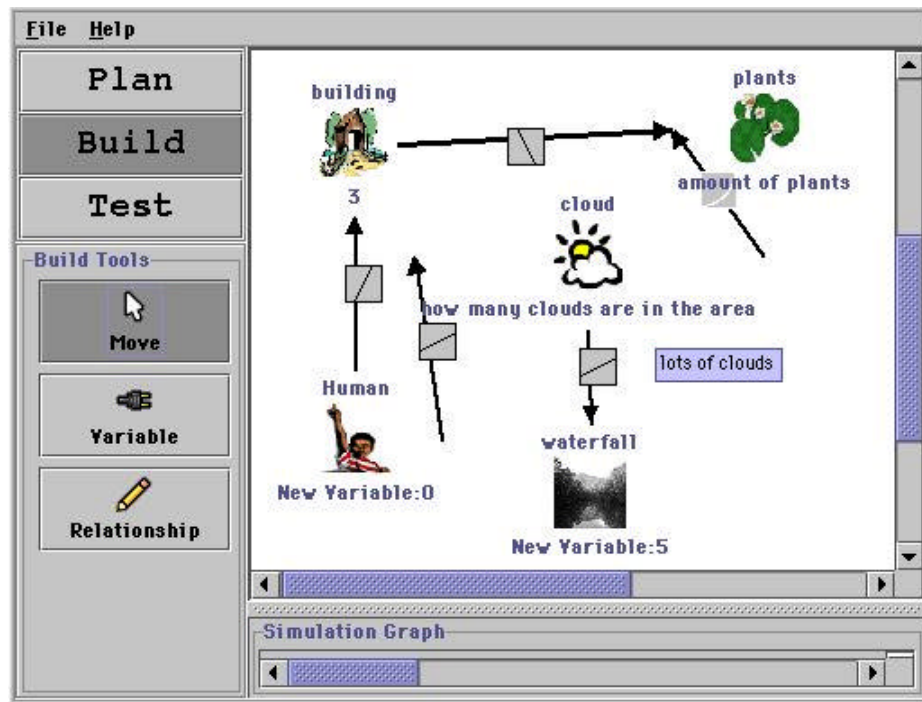 File Help
Plan
Build
Test
Build Tools
Move
Variable
Relationship
building
3
plants
amount of plants
cloud
how many clouds are in the area
lots of clouds
Human
New Variable:0
waterfall
New Variable:5
Simulation Graph